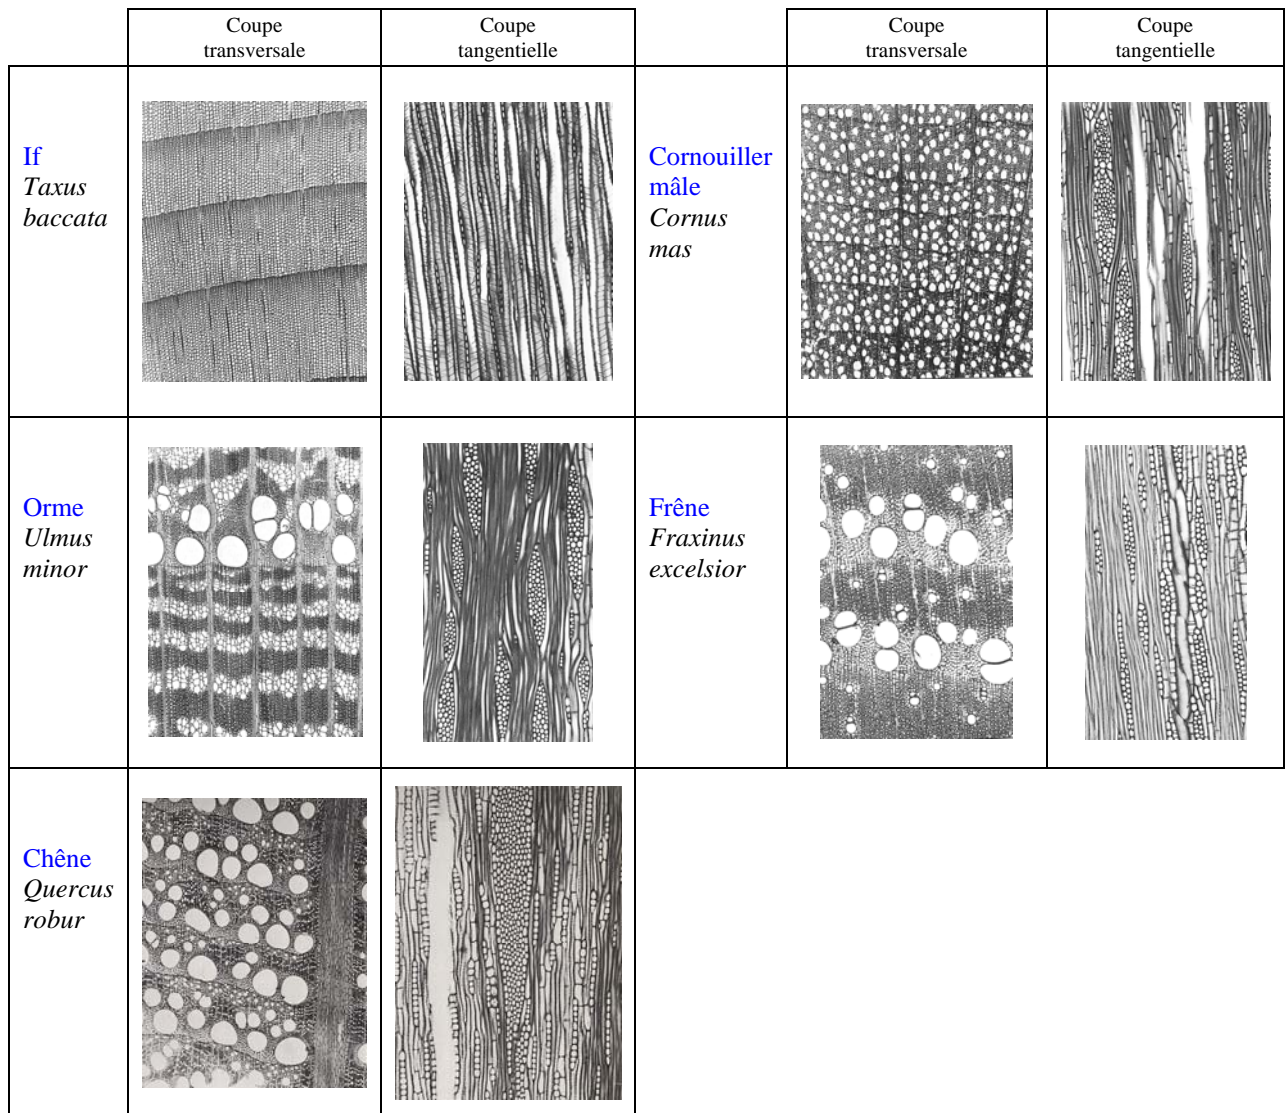 Coupe
transversale
Coupe
tangentielle
Coupe
transversale
Coupe
tangentielle
If
Taxus
baccata
Cornouiller
mâle
Cornus
mas
Orme
Ulmus
minor
Frêne
Fraxinus
excelsior
Chêne
Quercus
robur